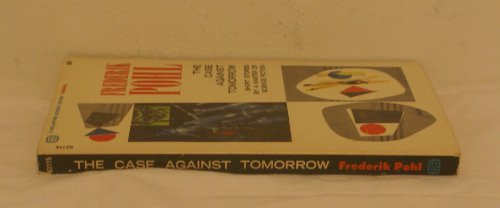 FREDERIK
POHL
THE
CASE
AGAINST
TOMORROW
SHORT STORIES
BY A MASTER OF
SCIENCE FICTION
THE CASE AGAINST TOMORROW Frederik Pohl